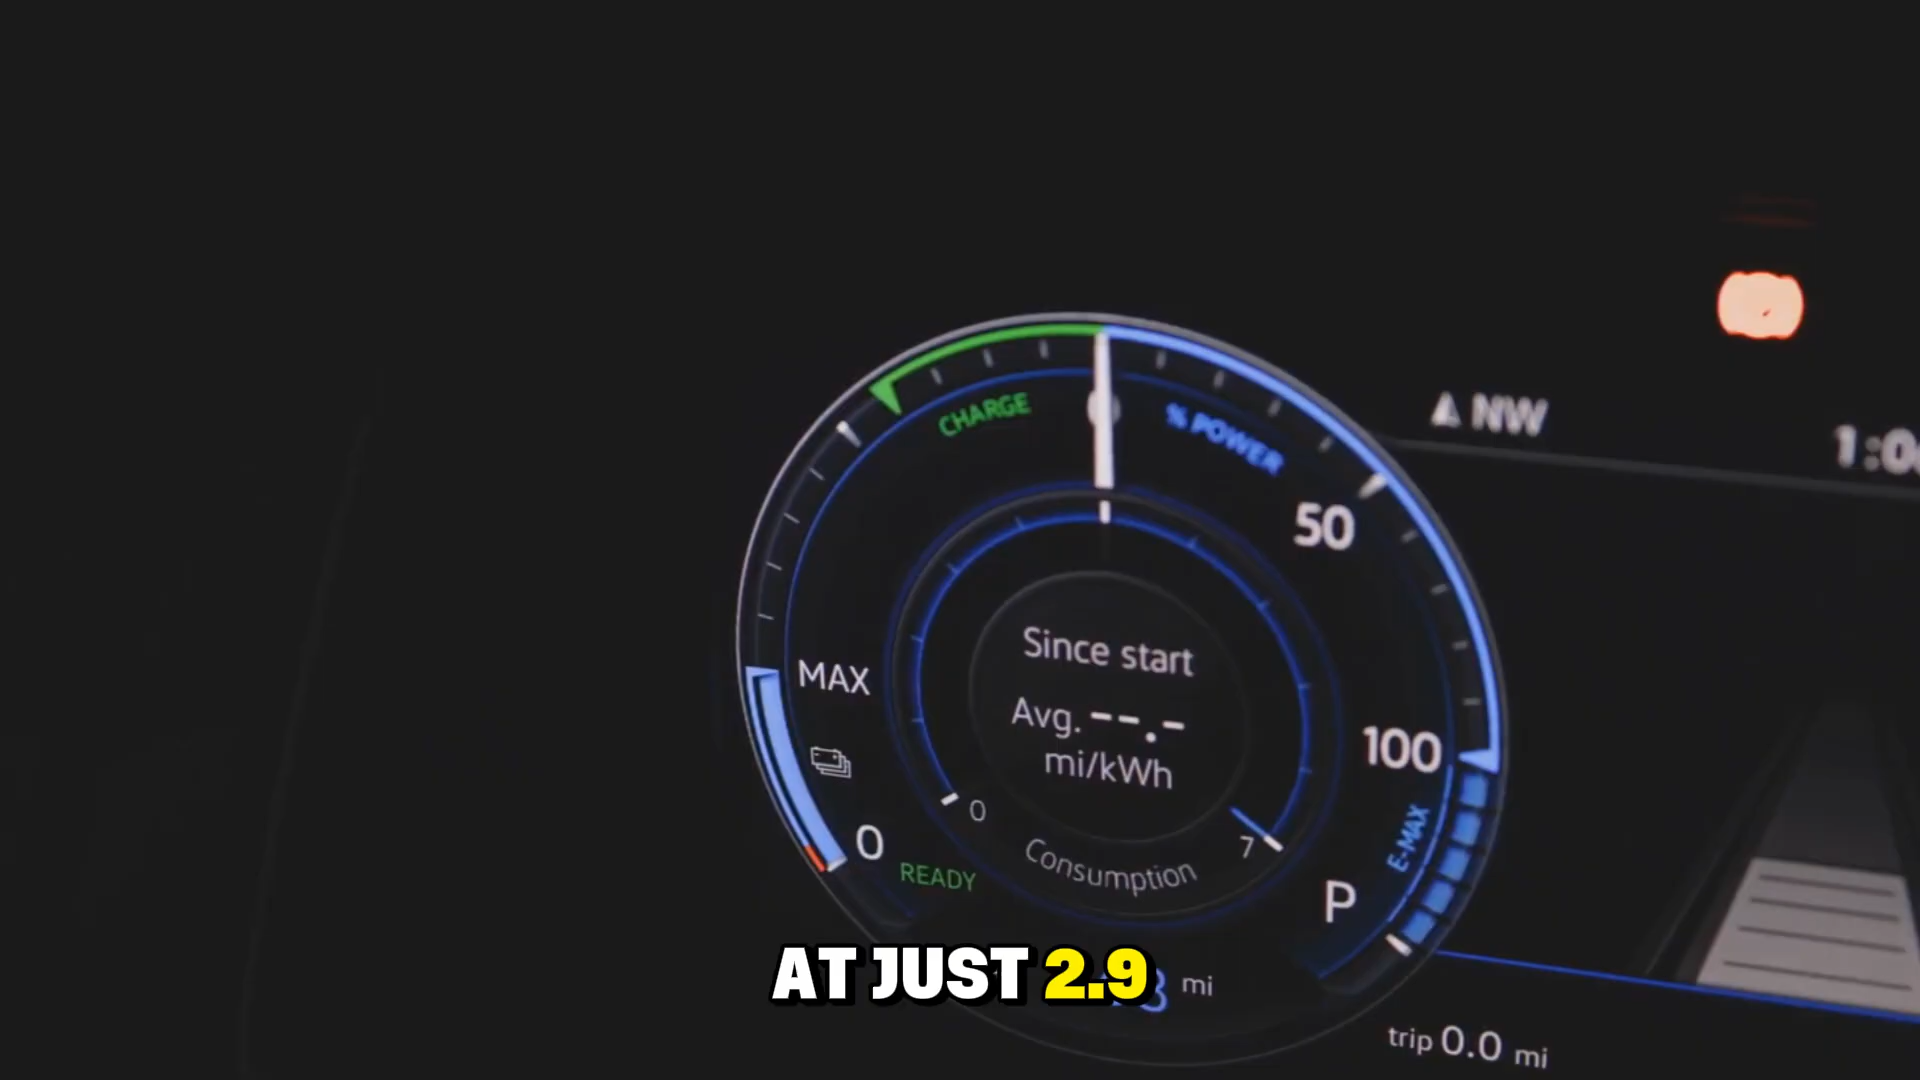 NW
CHARGE
% POWER
50
Since start
MAX
Avg. --.-
mi/kWh
100
0
7
0
READY
Consumption
E-MAX
P
AT JUST 2.9
mi
trip 0.0 mi